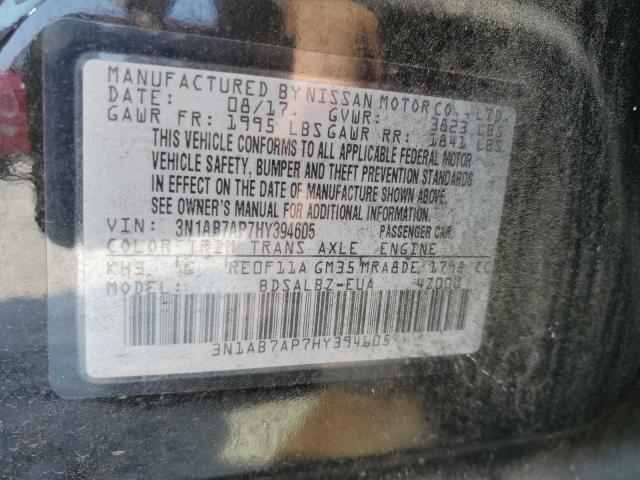 MANUFACTURED BY NISSAN MOTOR CO., LTD.
DATE: 08/17. GVWR: 3823 LBS
GAWR FR: 1995 LBS GAWR RR: 1841 LBS
THIS VEHICLE CONFORMS TO ALL APPLICABLE FEDERAL MOTOR
VEHICLE SAFETY, BUMPER AND THEFT PREVENTION STANDARDS
IN EFFECT ON THE DATE OF MANUFACTURE SHOWN ABOVE.
SEE OWNER'S MANUAL FOR ADDITIONAL INFORMATION.
VIN: 3N1AB7AP7HY394605 PASSENGER CAR
COLOR TRIM TRANS AXLE ENGINE
KH3 G RE0F11A GM35 MRA8DE 1798 CC
MODEL: BDSALBZ-EUA
3N1AB7AP7HY394605